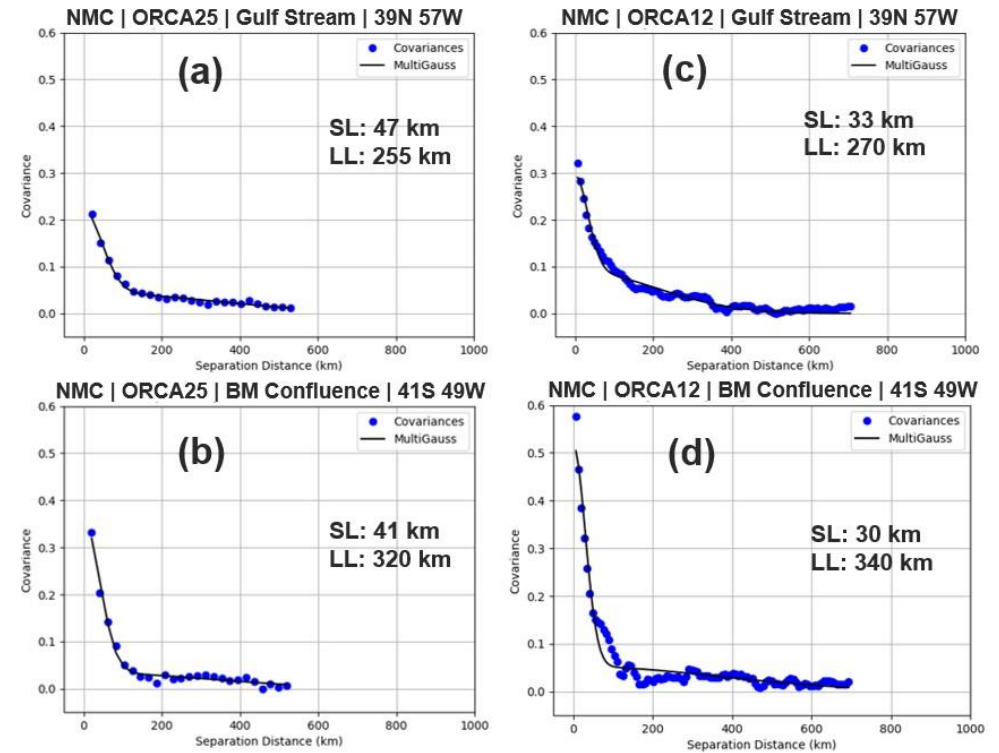 NMC | ORCA25 | Gulf Stream | 39N 57W
0.6
0.5
0.4
0.3
0.2
0.1
0.0
Covariance
Covariances
MultiGauss
(a)
SL: 47 km
LL: 255 km
0 200 400 600 800 1000
Separation Distance (km)
NMC | ORCA12 | Gulf Stream | 39N 57W
0.6
0.5
0.4
0.3
0.2
0.1
0.0
Covariance
Covariances
MultiGauss
(c)
SL: 33 km
LL: 270 km
0 200 400 600 800 1000
Separation Distance (km)
NMC | ORCA25 | BM Confluence | 41S 49W
0.6
0.5
0.4
0.3
0.2
0.1
0.0
Covariance
Covariances
MultiGauss
(b)
SL: 41 km
LL: 320 km
0 200 400 600 800 1000
Separation Distance (km)
NMC | ORCA12 | BM Confluence | 41S 49W
0.6
0.5
0.4
0.3
0.2
0.1
0.0
Covariance
Covariances
MultiGauss
(d)
SL: 30 km
LL: 340 km
0 200 400 600 800 1000
Separation Distance (km)